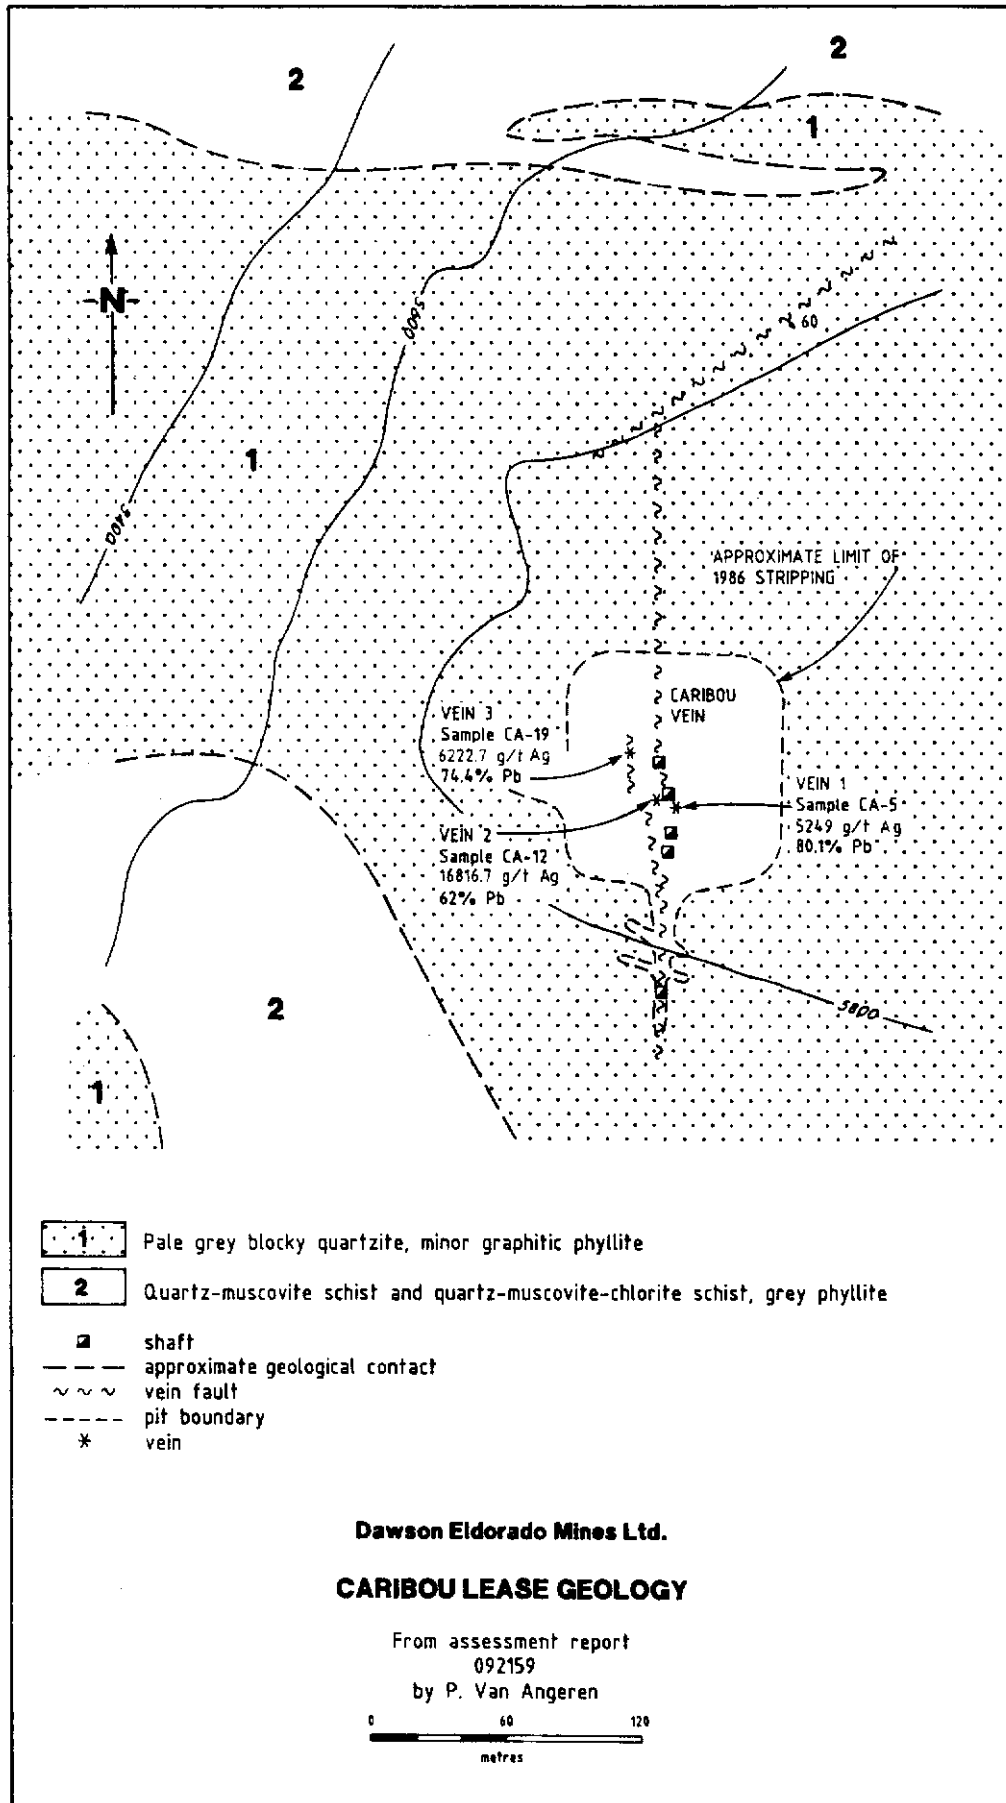 2
2
1
N
5600
60
1
5400
APPROXIMATE LIMIT OF
1986 STRIPPING
CARIBOU
VEIN
VEIN 3
Sample CA-19
6222.7 g/t Ag
74.4% Pb
VEIN 1
Sample CA-5
5249 g/t Ag
80.1% Pb
VEIN 2
Sample CA-12
16816.7 g/t Ag
62% Pb
5800
2
1
1 Pale grey blocky quartzite, minor graphitic phyllite
2 Quartz-muscovite schist and quartz-muscovite-chlorite schist, grey phyllite
shaft
approximate geological contact
vein fault
pit boundary
vein
Dawson Eldorado Mines Ltd.
CARIBOU LEASE GEOLOGY
From assessment report
092159
by P. Van Angeren
0 60 120
metres